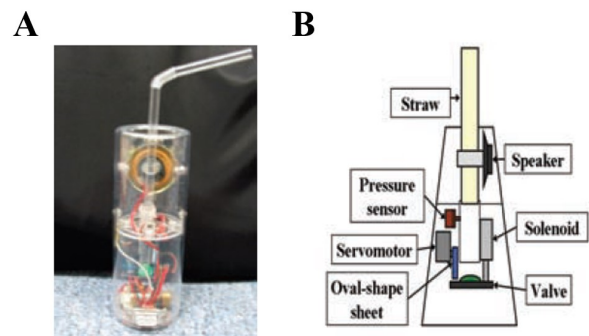 A
B
Straw
Speaker
Pressure
sensor
Solenoid
Servomotor
Oval-shape
sheet
Valve